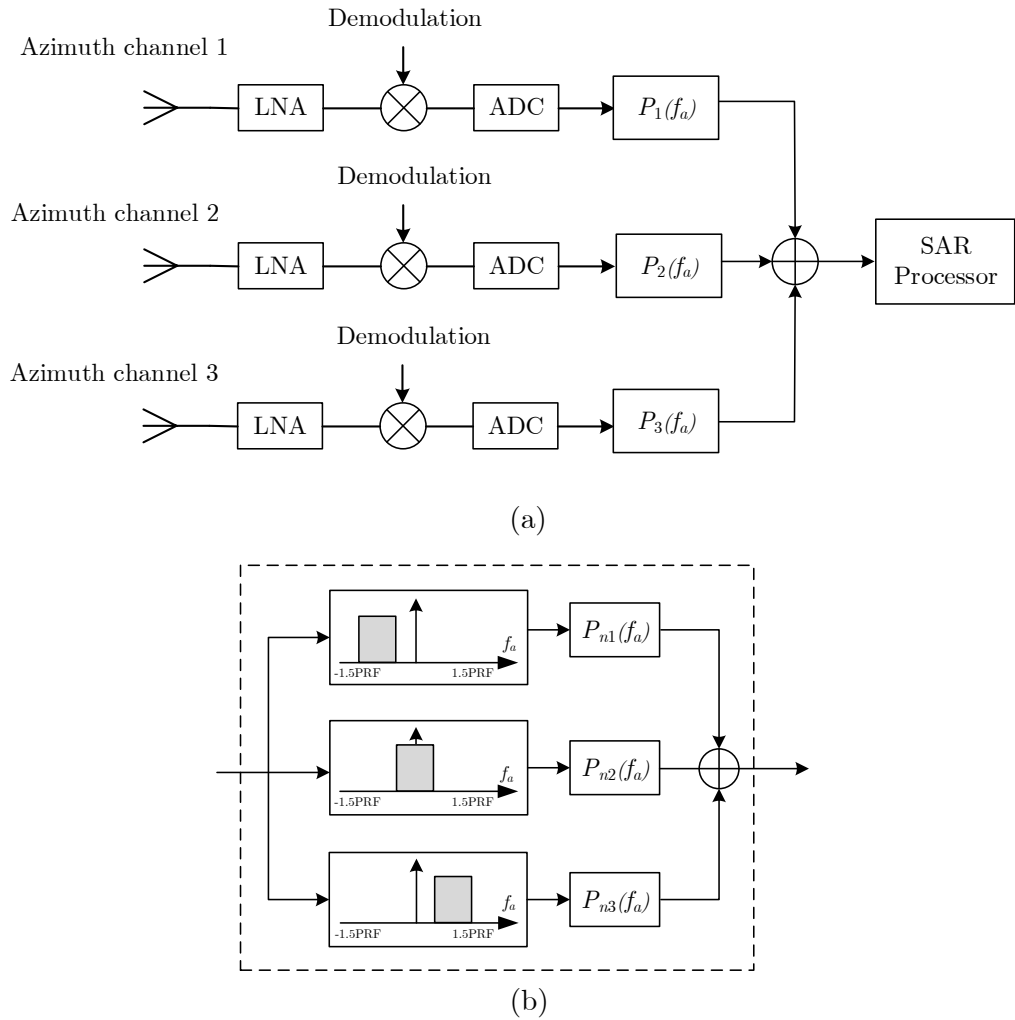 Demodulation
Azimuth channel 1
LNA
ADC
P1(fa)
Demodulation
Azimuth channel 2
LNA
ADC
P2(fa)
SAR
Processor
Demodulation
Azimuth channel 3
LNA
ADC
P3(fa)
(a)
fa
-1.5PRF
1.5PRF
Pn1(fa)
fa
-1.5PRF
1.5PRF
Pn2(fa)
fa
-1.5PRF
1.5PRF
Pn3(fa)
(b)